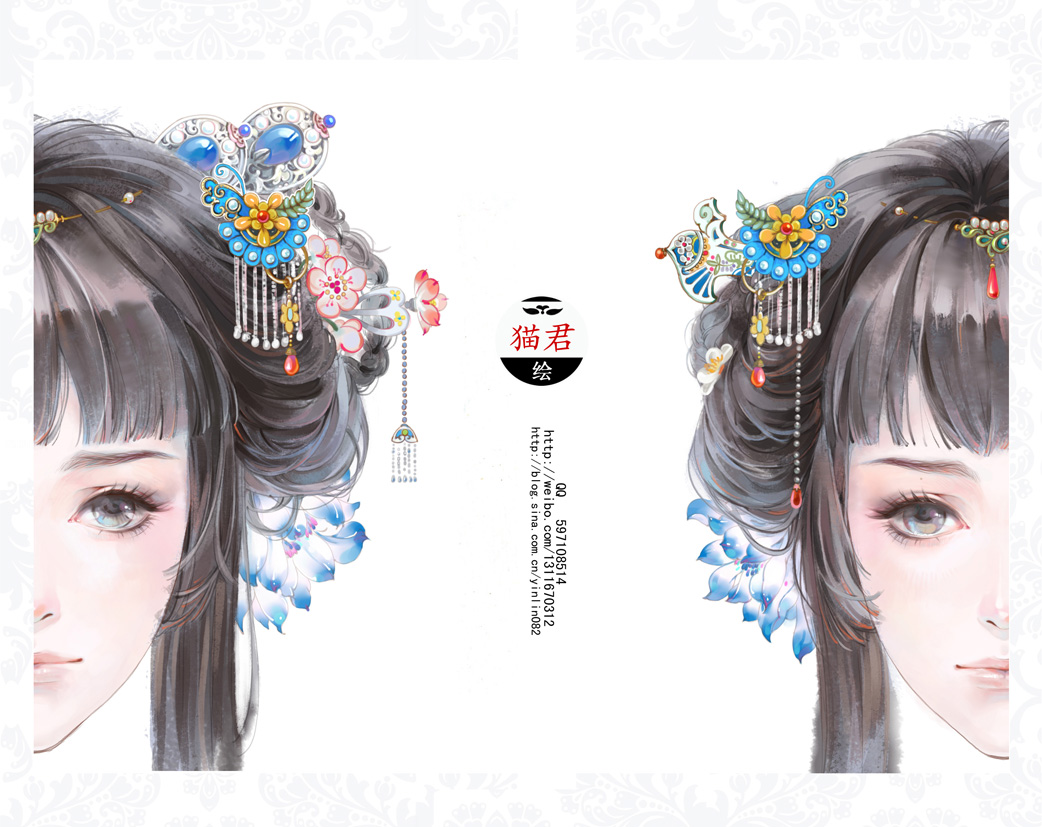 猫君
绘
QQ 597108514
http://weibo.com/1311670312
http://blog.sina.com.cn/yinlin082